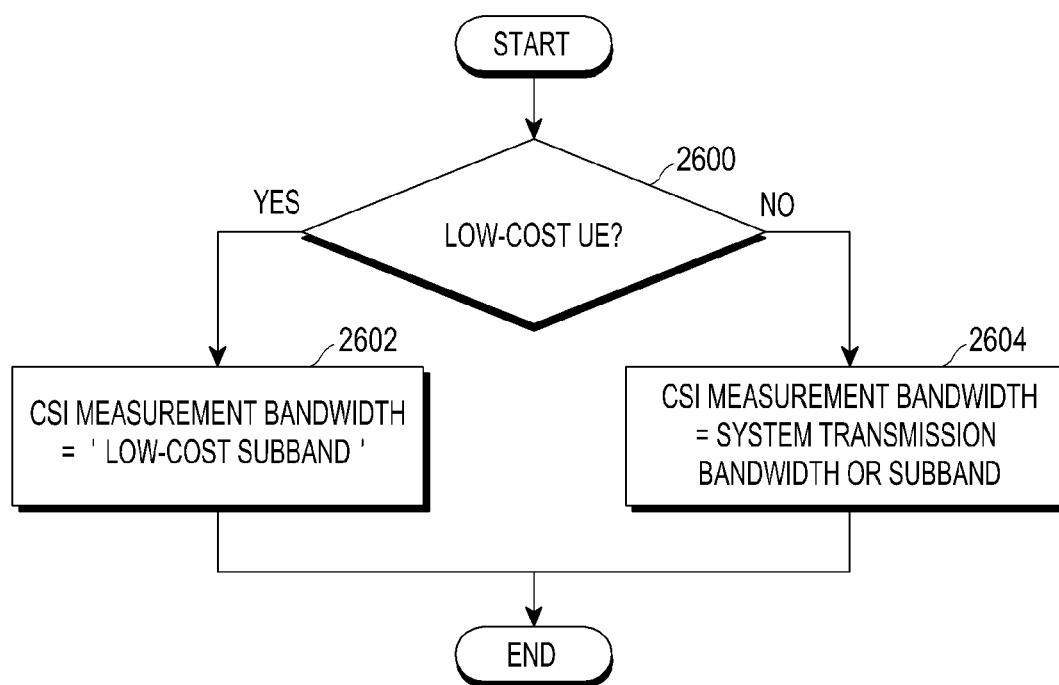 START
2600
YES
NO
LOW-COST UE?
2602
2604
CSI MEASUREMENT BANDWIDTH
= ' LOW-COST SUBBAND '
CSI MEASUREMENT BANDWIDTH
= SYSTEM TRANSMISSION
BANDWIDTH OR SUBBAND
END